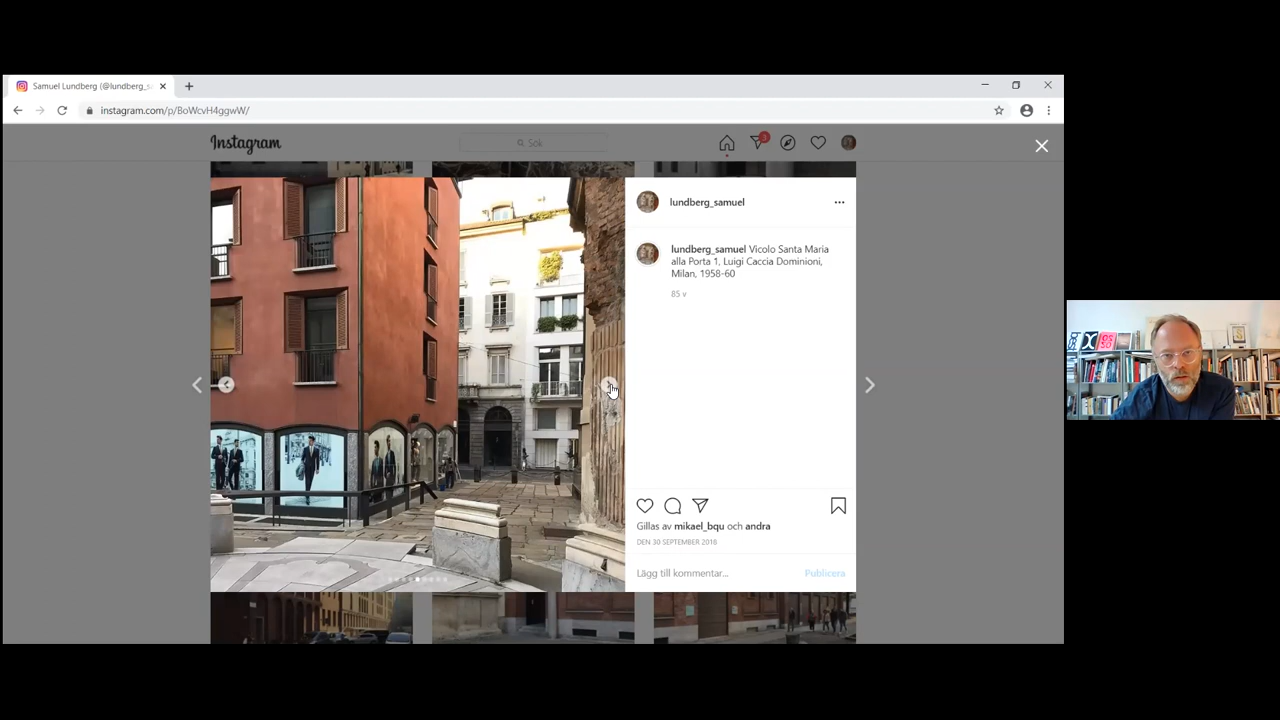 Samuel Lundberg (@lundberg_s
instagram.com/p/BoWcvH4ggwW/
Instagram
Sök
3
lundberg_samuel
lundberg_samuel Vicolo Santa Maria
alla Porta 1, Luigi Caccia Dominioni,
Milan, 1958-60
85 v
Gillas av mikael_bqu och andra
DEN 30 SEPTEMBER 2018
Lägg till kommentar...
Publicera